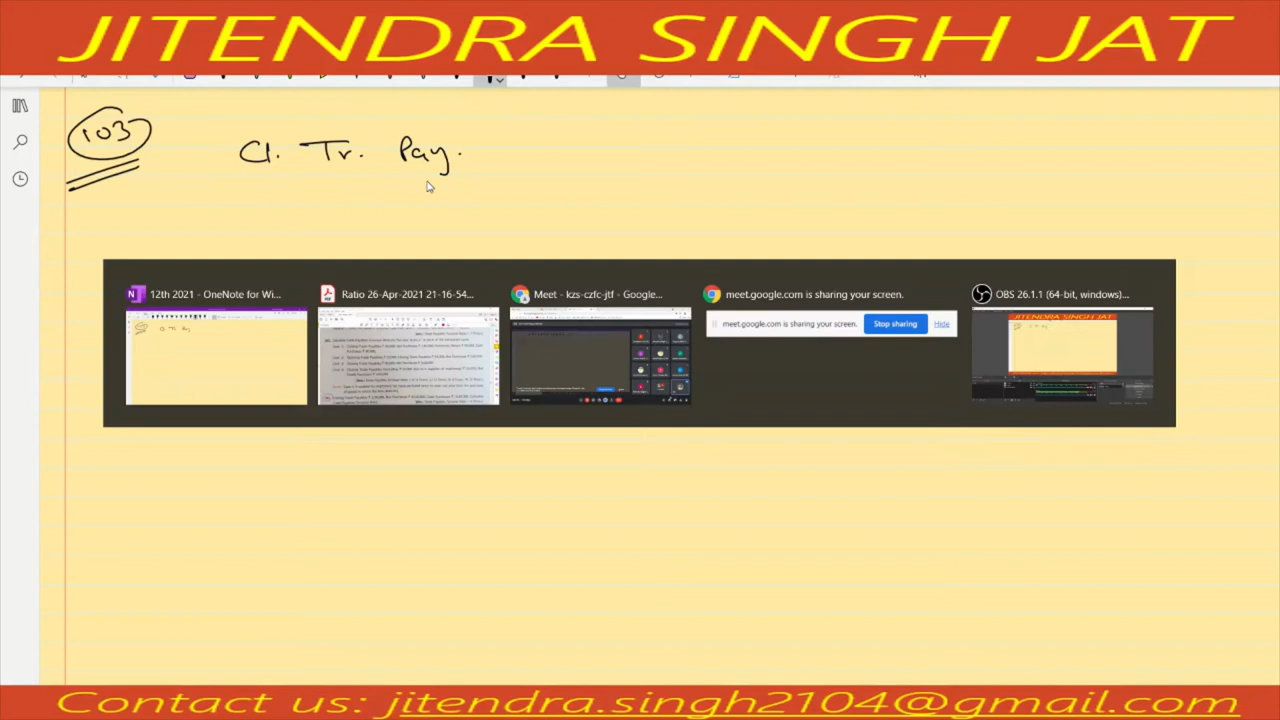 JITENDRA SINGH JAT
103
Cl. Tr. Pay.
12th 2021 - OneNote for Wi...
Ratio 26-Apr-2021 21-16-54...
Meet - kzs-czfc-jtf - Google...
meet.google.com is sharing your screen.
OBS 26.1.1 (64-bit, windows)...
meet.google.com is sharing your screen. Stop sharing Hide
Contact us: jitendra.singh2104@gmail.com